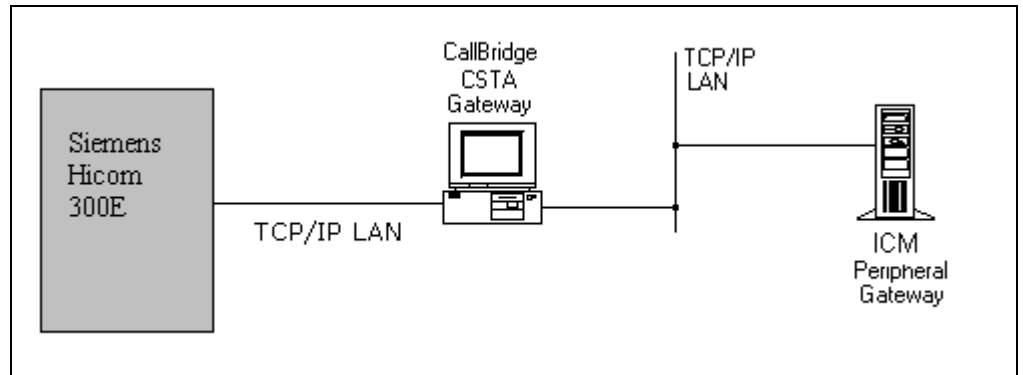 Siemens
Hicom
300E
TCP/IP LAN
CallBridge
CSTA
Gateway
TCP/IP
LAN
ICM
Peripheral
Gateway